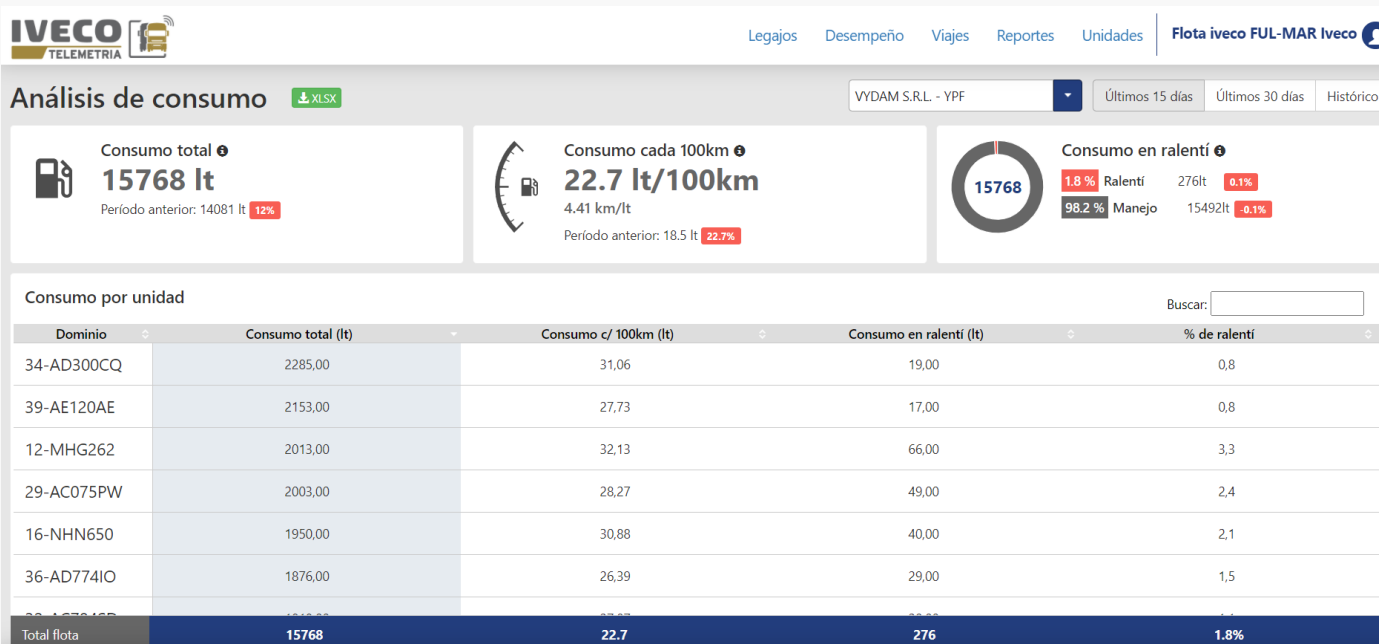 IVECO
TELEMETRIA
Legajos Desempeño Viajes Reportes Unidades Flota iveco FUL-MAR Iveco
Análisis de consumo XLSX
VYDAM S.R.L. - YPF Últimos 15 días Últimos 30 días Histórico
Consumo total
15768 lt
Período anterior: 14081 lt 12%
Consumo cada 100km
22.7 lt/100km
4.41 km/lt
Período anterior: 18.5 lt 22.7%
15768
Consumo en ralentí
1.8 % Ralentí 276lt 0.1%
98.2 % Manejo 15492lt -0.1%
Consumo por unidad
Buscar:
Dominio Consumo total (lt) Consumo c/ 100km (lt) Consumo en ralentí (lt) % de ralentí
34-AD300CQ 2285,00 31,06 19,00 0,8
39-AE120AE 2153,00 27,73 17,00 0,8
12-MHG262 2013,00 32,13 66,00 3,3
29-AC075PW 2003,00 28,27 49,00 2,4
16-NHN650 1950,00 30,88 40,00 2,1
36-AD774IO 1876,00 26,39 29,00 1,5
Total flota 15768 22.7 276 1.8%